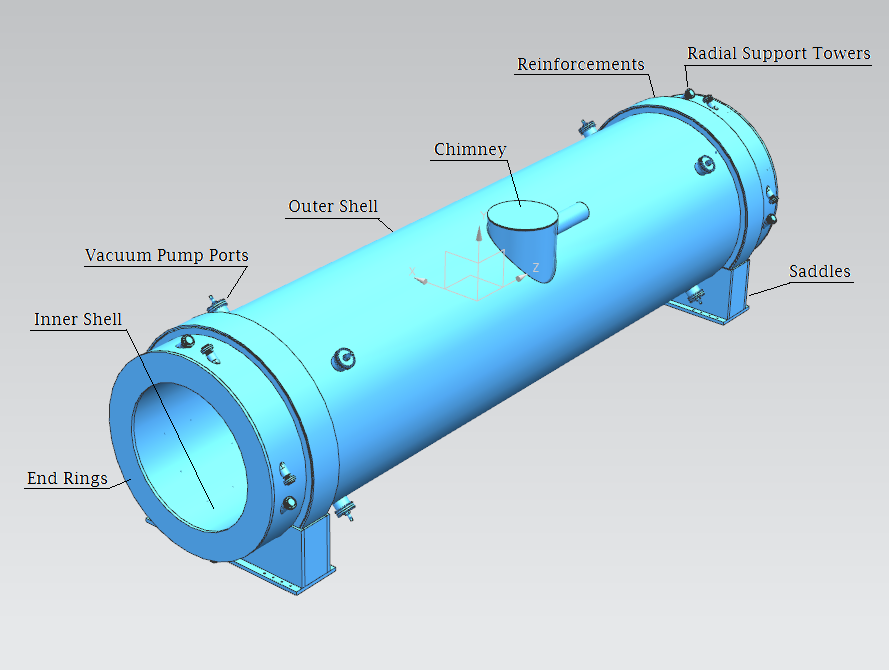 Radial Support Towers
Reinforcements
Chimney
Outer Shell
Vacuum Pump Ports
Z
Saddles
Inner Shell
End Rings